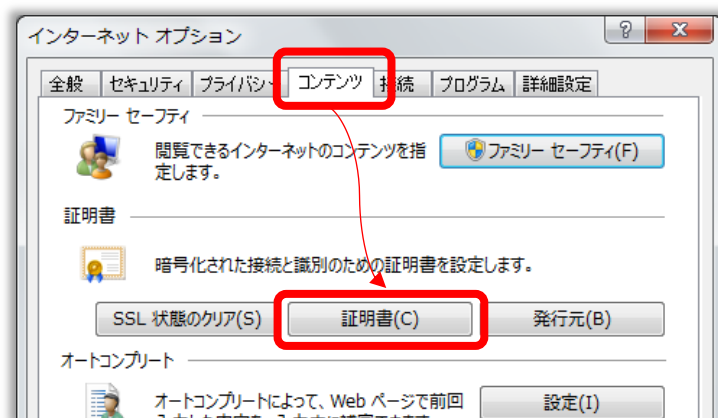 インターネット オプション
全般 セキュリティ プライバシー コンテンツ 接続 プログラム 詳細設定
ファミリー セーフティ
閲覧できるインターネットのコンテンツを指
定します。
ファミリー セーフティ(F)
証明書
暗号化された接続と識別のための証明書を設定します。
SSL 状態のクリア(S) 証明書(C) 発行元(B)
オートコンプリート
オートコンプリートによって、Web ページで前回
設定(I)